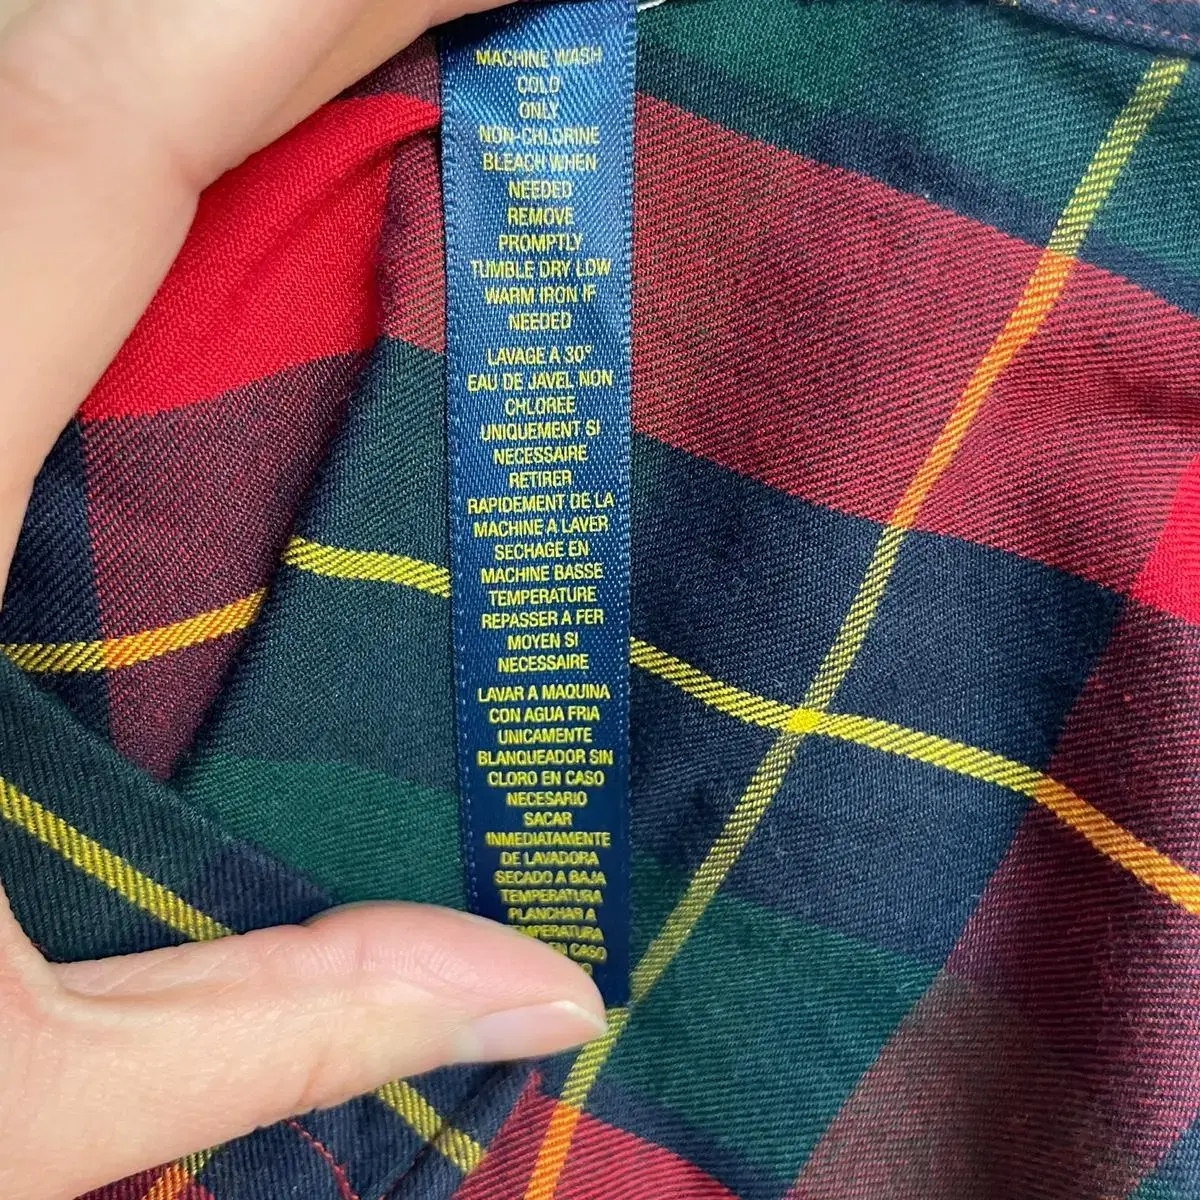 MACHINE WASH
COLD
ONLY
NON-CHLORINE
BLEACH WHEN
NEEDED
REMOVE
PROMPTLY
TUMBLE DRY LOW
WARM IRON IF
NEEDED
LAVAGE A 30°
EAU DE JAVEL NON
CHLOREE
UNIQUEMENT SI
NECESSAIRE
RETIRER
RAPIDEMENT DE LA
MACHINE A LAVER
SECHAGE EN
MACHINE BASSE
TEMPERATURE
REPASSER A FER
MOYEN SI
NECESSAIRE
LAVAR A MAQUINA
CON AGUA FRIA
UNICAMENTE
BLANQUEADOR SIN
CLORO EN CASO
NECESARIO
SACAR
INMEDIATAMENTE
DE LAVADORA
SECADO A BAJA
TEMPERATURA
PLANCHAR A
TEMPERATURA
EN CASO